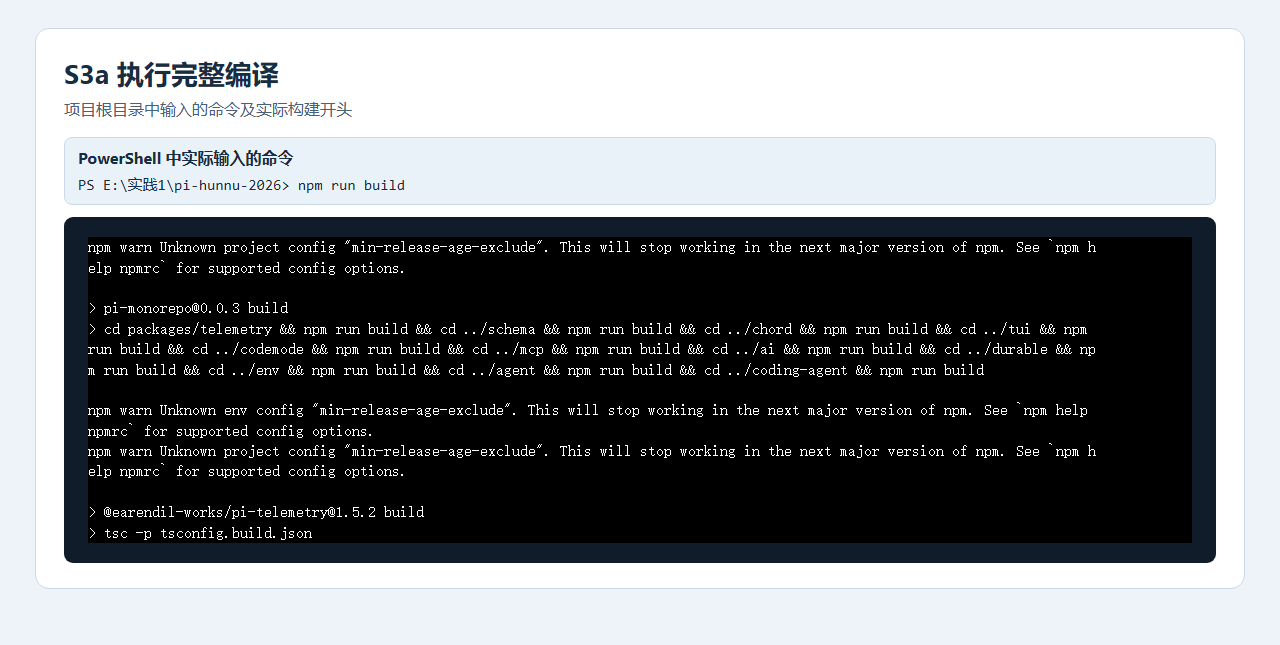 S3a 执行完整编译
项目根目录中输入的命令及实际构建开头
PowerShell 中实际输入的命令
PS E:\实践1\pi-hunnu-2026> npm run build
npm warn Unknown project config "min-release-age-exclude". This will stop working in the next major version of npm. See `npm h
elp npmrc` for supported config options.
> pi-monorepo@0.0.3 build
> cd packages/telemetry && npm run build && cd ../schema && npm run build && cd ../chord && npm run build && cd ../tui && npm
run build && cd ../codemode && npm run build && cd ../mcp && npm run build && cd ../ai && npm run build && cd ../durable && np
m run build && cd ../env && npm run build && cd ../agent && npm run build && cd ../coding-agent && npm run build
npm warn Unknown env config "min-release-age-exclude". This will stop working in the next major version of npm. See `npm help
npmrc` for supported config options.
npm warn Unknown project config "min-release-age-exclude". This will stop working in the next major version of npm. See `npm h
elp npmrc` for supported config options.
> @earendil-works/pi-telemetry@1.5.2 build
> tsc -p tsconfig.build.json